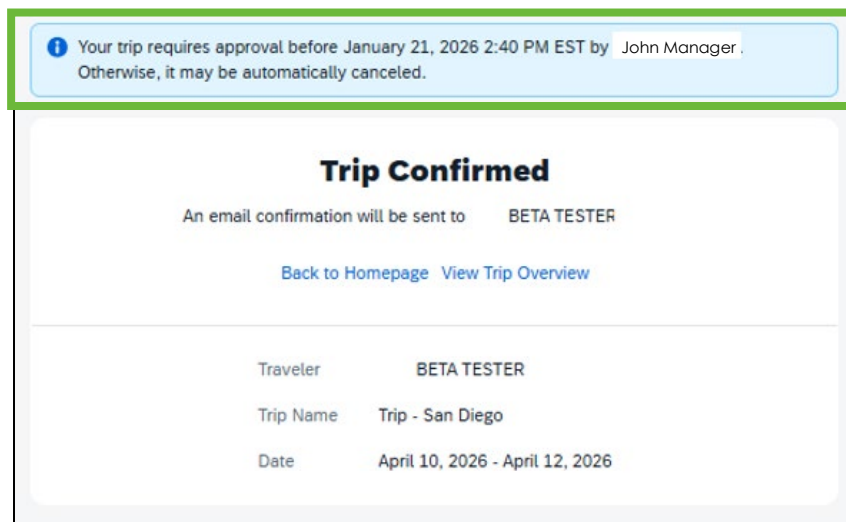 Your trip requires approval before January 21, 2026 2:40 PM EST by John Manager.
Otherwise, it may be automatically canceled.
Trip Confirmed
An email confirmation will be sent to BETA TESTER
Back to Homepage View Trip Overview
Traveler BETA TESTER
Trip Name Trip - San Diego
Date April 10, 2026 - April 12, 2026